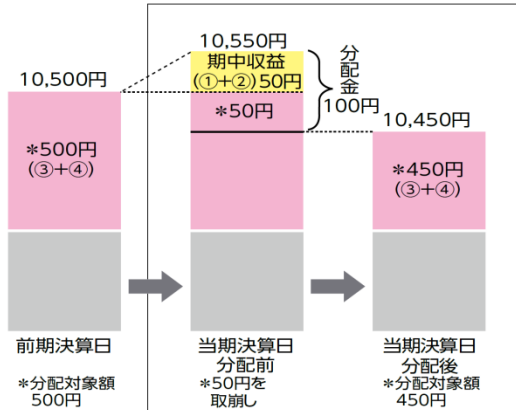 10,500円
10,550円
期中収益
(①+②)50円
分配金
100円
10,450円
*50円
*500円
(③+④)
*450円
(③+④)
前期決算日
当期決算日
分配前
当期決算日
分配後
*分配対象額
500円
*50円を
取崩し
*分配対象額
450円